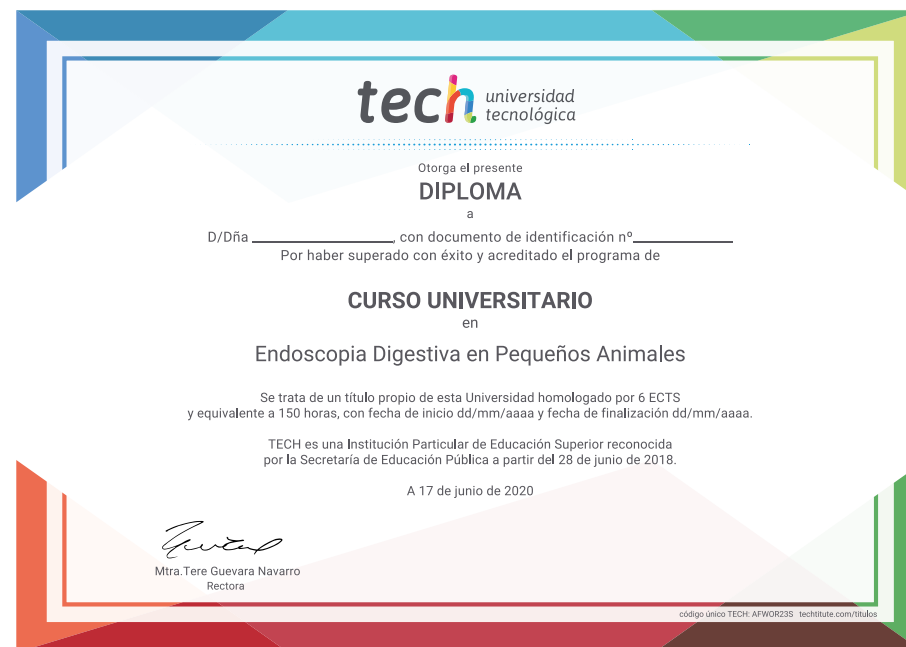 tech universidad
tecnológica
Otorga el presente
DIPLOMA
a
D/Dña ____________________, con documento de identificación nº______________
Por haber superado con éxito y acreditado el programa de
CURSO UNIVERSITARIO
en
Endoscopia Digestiva en Pequeños Animales
Se trata de un título propio de esta Universidad homologado por 6 ECTS
y equivalente a 150 horas, con fecha de inicio dd/mm/aaaa y fecha de finalización dd/mm/aaaa.
TECH es una Institución Particular de Educación Superior reconocida
por la Secretaría de Educación Pública a partir del 28 de junio de 2018.
A 17 de junio de 2020
Mtra.Tere Guevara Navarro
Rectora
código único TECH: AFWOR23S techtitute.com/titulos